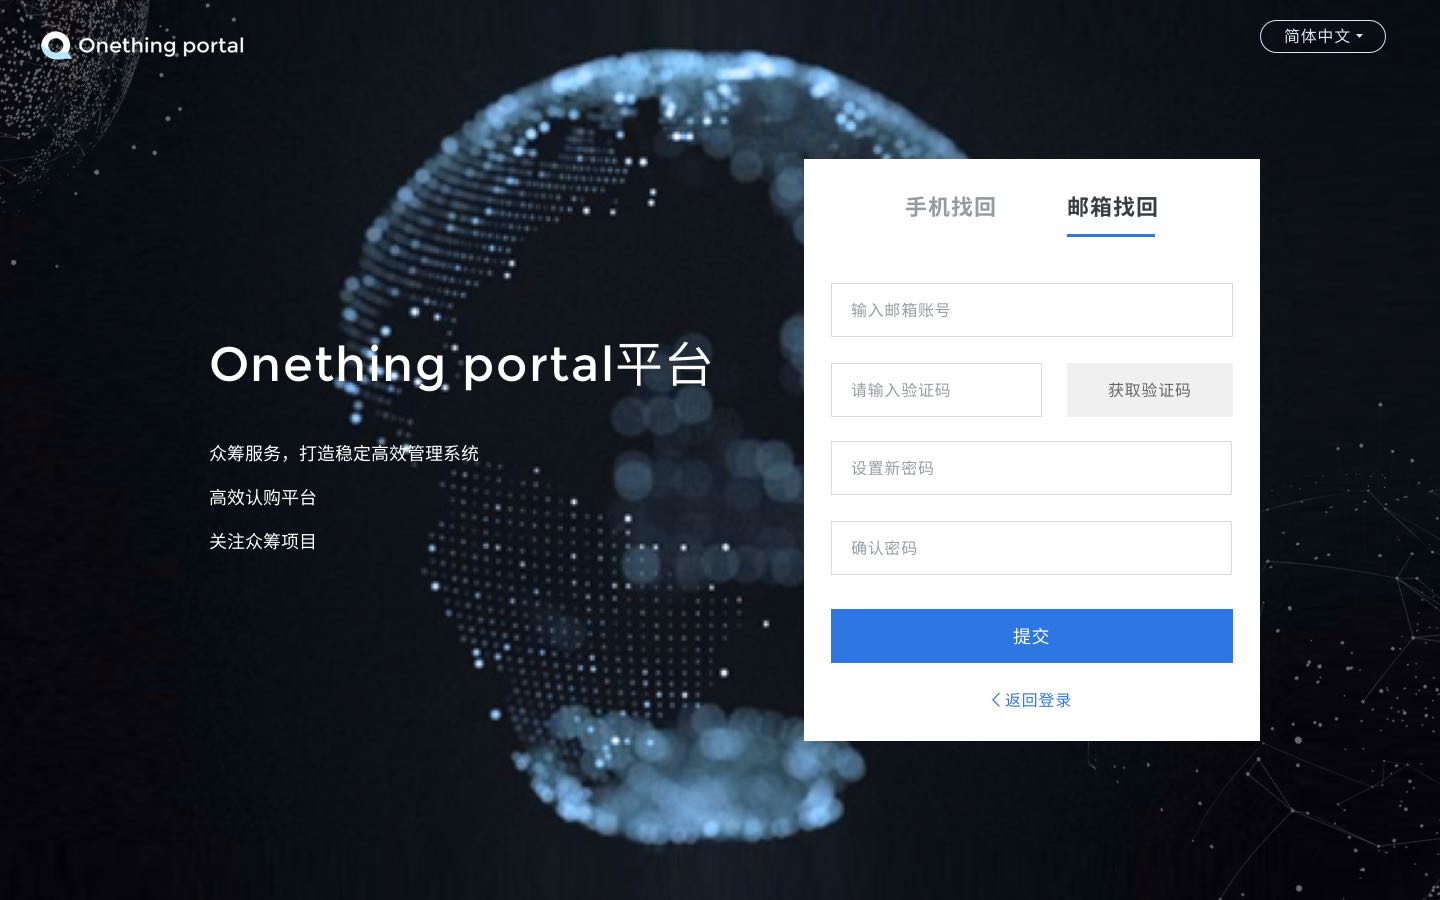 Onething portal
简体中文
手机找回
邮箱找回
输入邮箱账号
Onething portal平台
请输入验证码
获取验证码
众筹服务，打造稳定高效管理系统
设置新密码
高效认购平台
关注众筹项目
确认密码
提交
返回登录